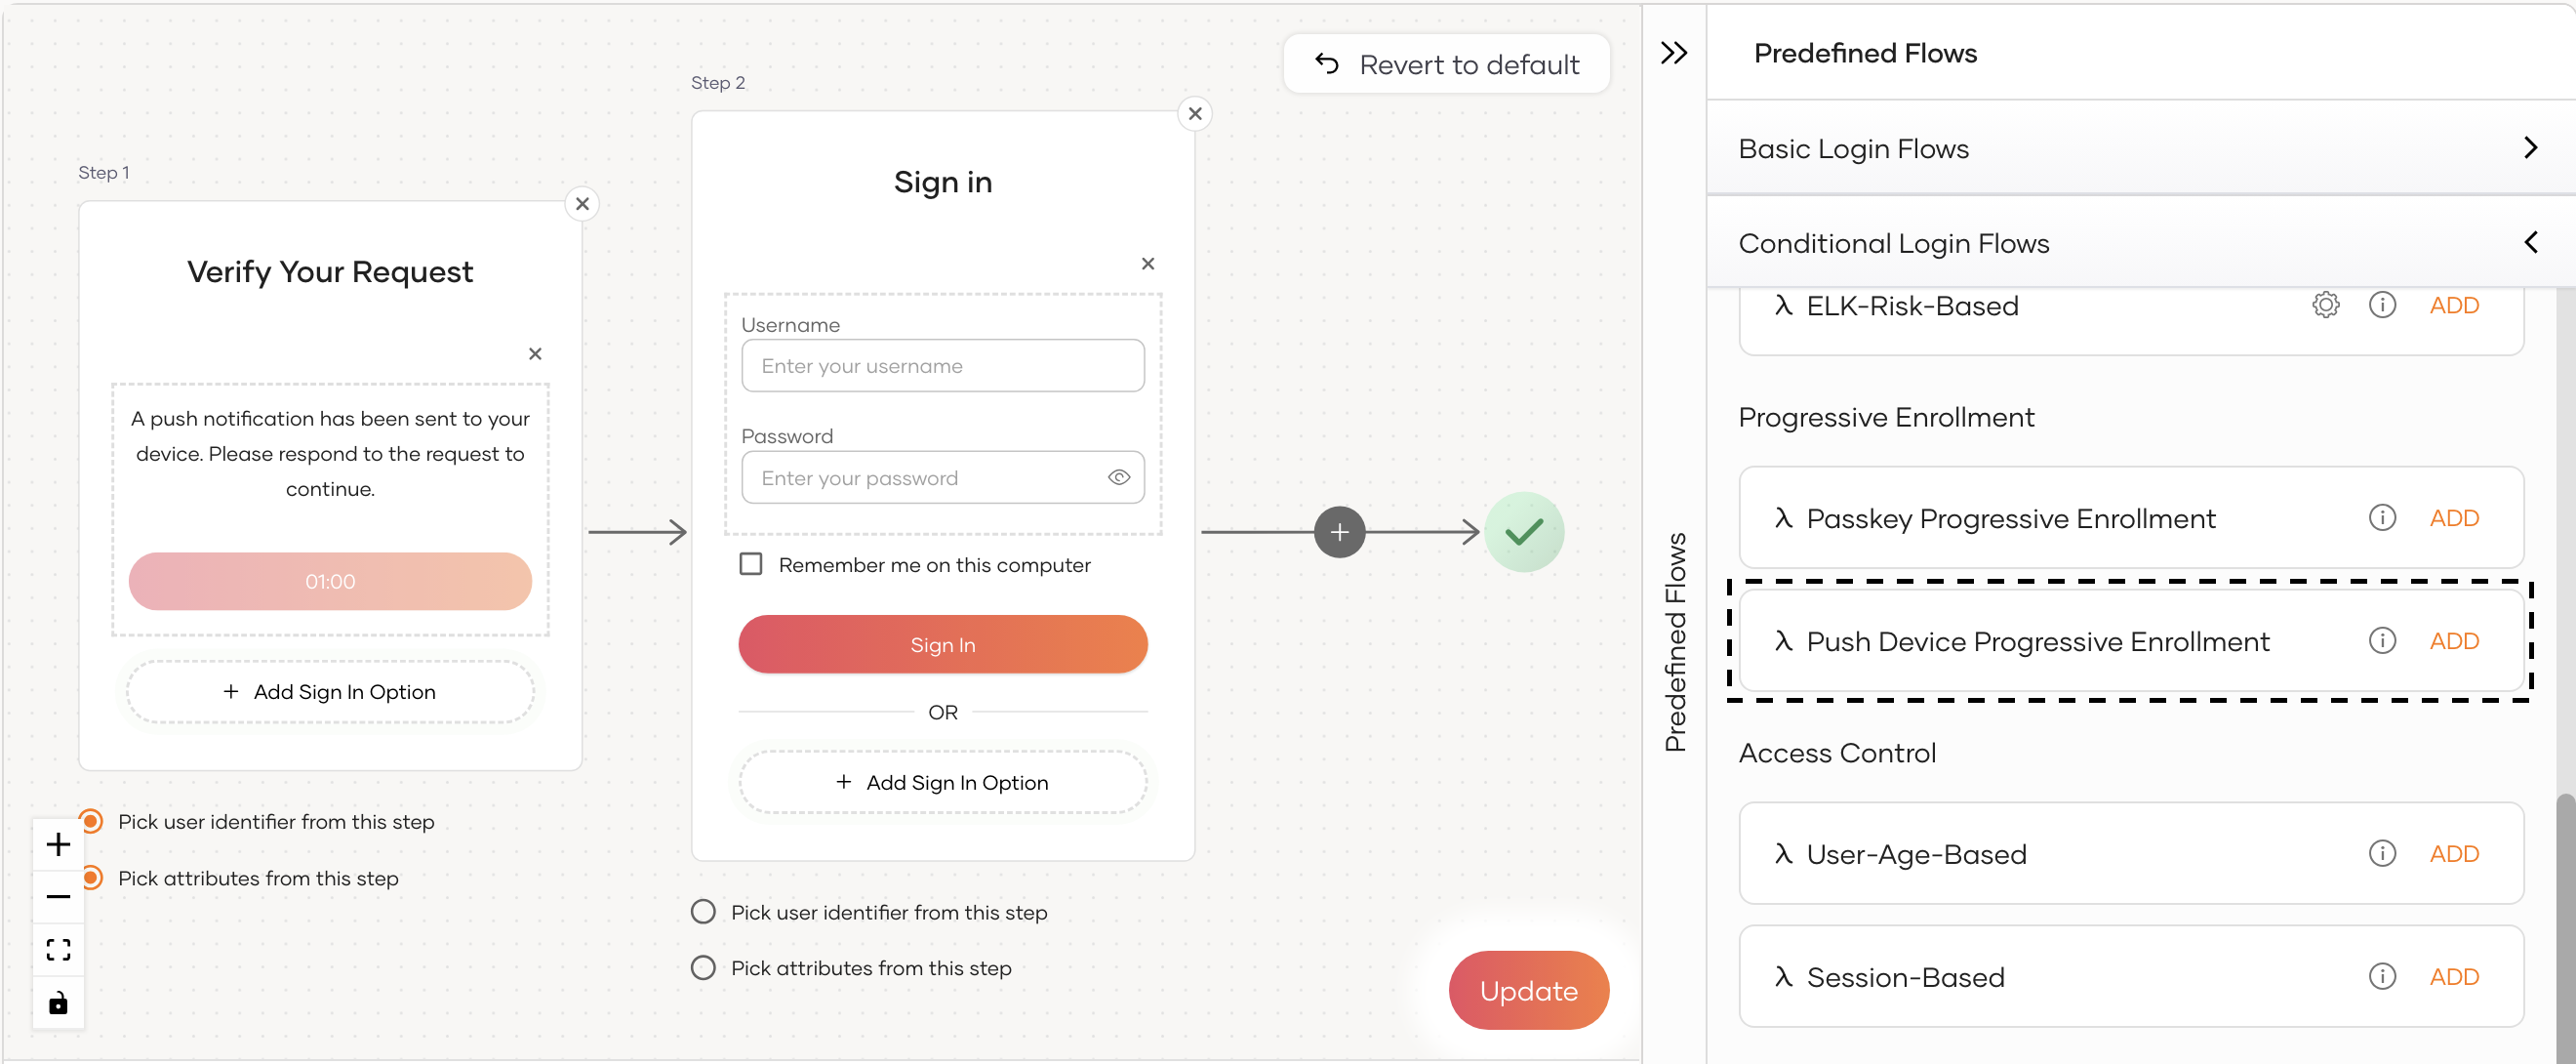 Step 1
Verify Your Request
A push notification has been sent to your
device. Please respond to the request to
continue.
01:00
+ Add Sign In Option
Pick user identifier from this step
Pick attributes from this step
Step 2
Sign in
Username
Enter your username
Password
Enter your password
Remember me on this computer
Sign In
OR
+ Add Sign In Option
Pick user identifier from this step
Pick attributes from this step
Revert to default
Update
Predefined Flows
Predefined Flows
Basic Login Flows
Conditional Login Flows
λ ELK-Risk-Based ADD
Progressive Enrollment
λ Passkey Progressive Enrollment ADD
λ Push Device Progressive Enrollment ADD
Access Control
λ User-Age-Based ADD
λ Session-Based ADD